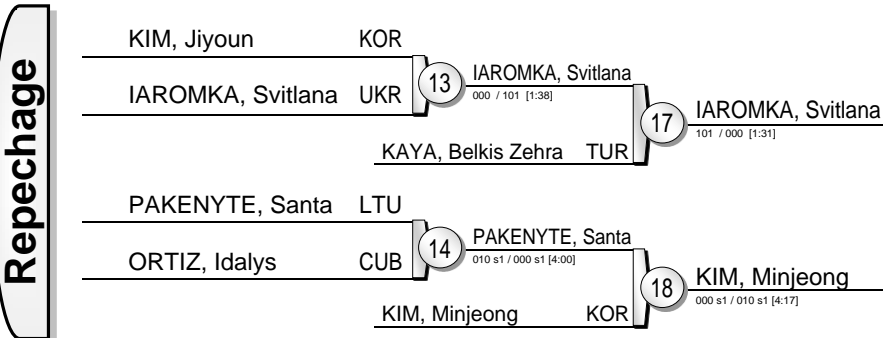 Repechage
KIM, Jiyoun KOR
IAROMKA, Svitlana UKR
13
IAROMKA, Svitlana
000 / 101 [1:38]
KAYA, Belkis Zehra TUR
17
IAROMKA, Svitlana
101 / 000 [1:31]
PAKENYTE, Santa LTU
ORTIZ, Idalys CUB
14
PAKENYTE, Santa
010 s1 / 000 s1 [4:00]
KIM, Minjeong KOR
18
KIM, Minjeong
000 s1 / 010 s1 [4:17]